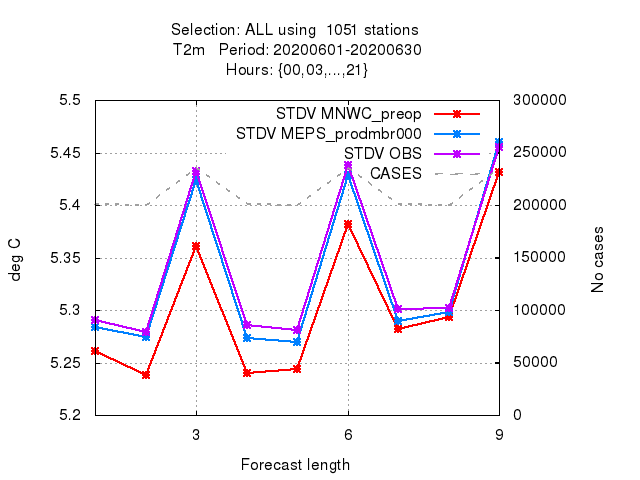 Selection: ALL using  1051 stations
T2m   Period: 20200601-20200630
Hours: {00,03,...,21}
5.5
5.45
5.4
5.35
5.3
5.25
5.2
300000
250000
200000
150000
100000
50000
0
STDV MNWC_preop
STDV MEPS_prodmbr000
STDV OBS
CASES
deg C
No cases
3
6
9
Forecast length